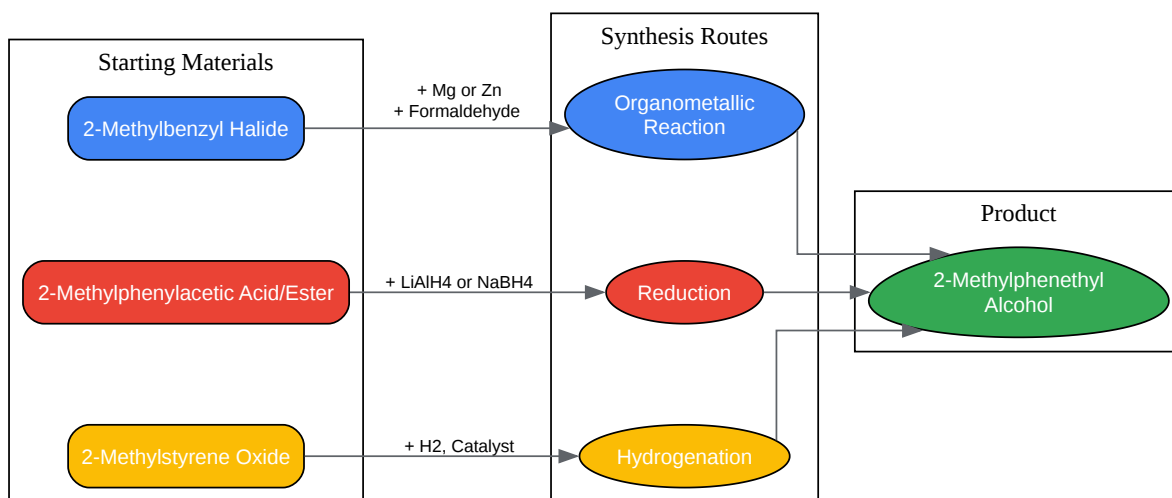 Starting Materials
2-Methylbenzyl Halide
2-Methylphenylacetic Acid/Ester
2-Methylstyrene Oxide
+ Mg or Zn
+ Formaldehyde
+ LiAlH4 or NaBH4
+ H2, Catalyst
Synthesis Routes
Organometallic
Reaction
Reduction
Hydrogenation
Product
2-Methylphenethyl
Alcohol